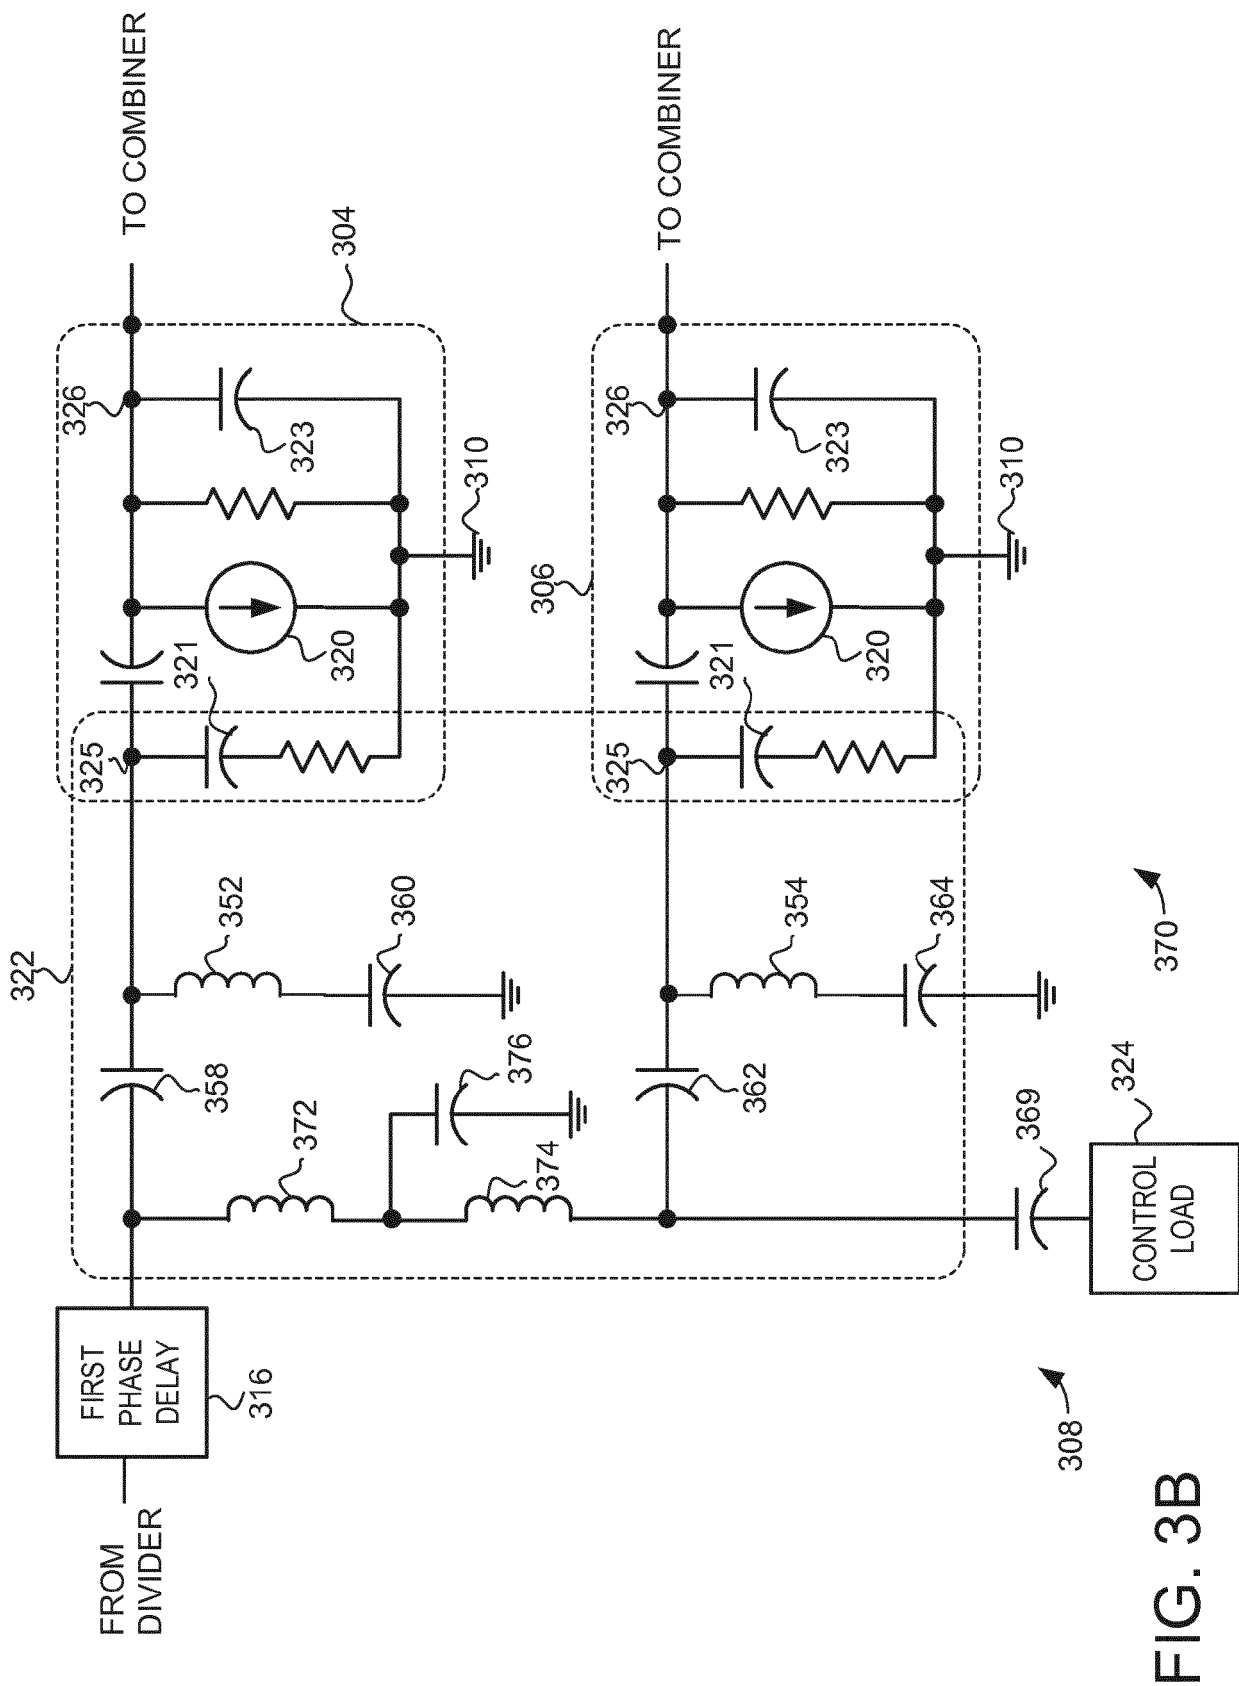 FROM
DIVIDER
FIRST
PHASE
DELAY
316
322
358
352
360
372
376
374
325
326
321
320
323
304
310
TO COMBINER
362
354
364
325
326
321
320
323
306
310
TO COMBINER
369
CONTROL
LOAD
324
308
370
FIG. 3B